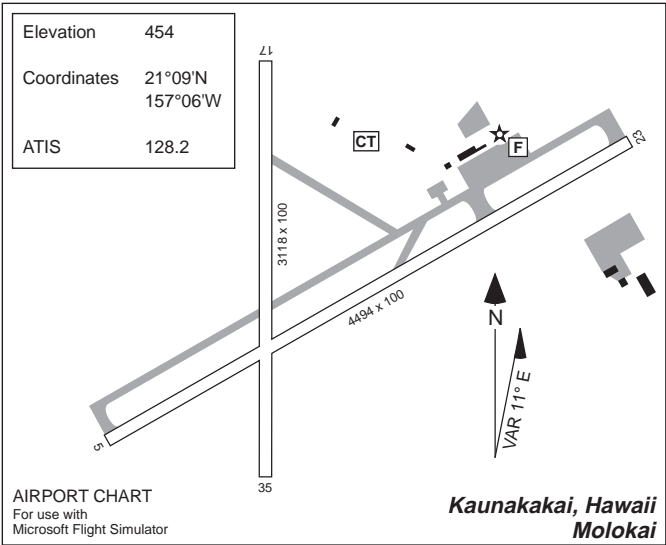 Elevation 454
Coordinates 21°09'N
157°06'W
ATIS 128.2
17
CT
F
23
3118 x 100
4494 x 100
N
VAR 11° E
5
35
AIRPORT CHART
For use with
Microsoft Flight Simulator
Kaunakakai, Hawaii
Molokai